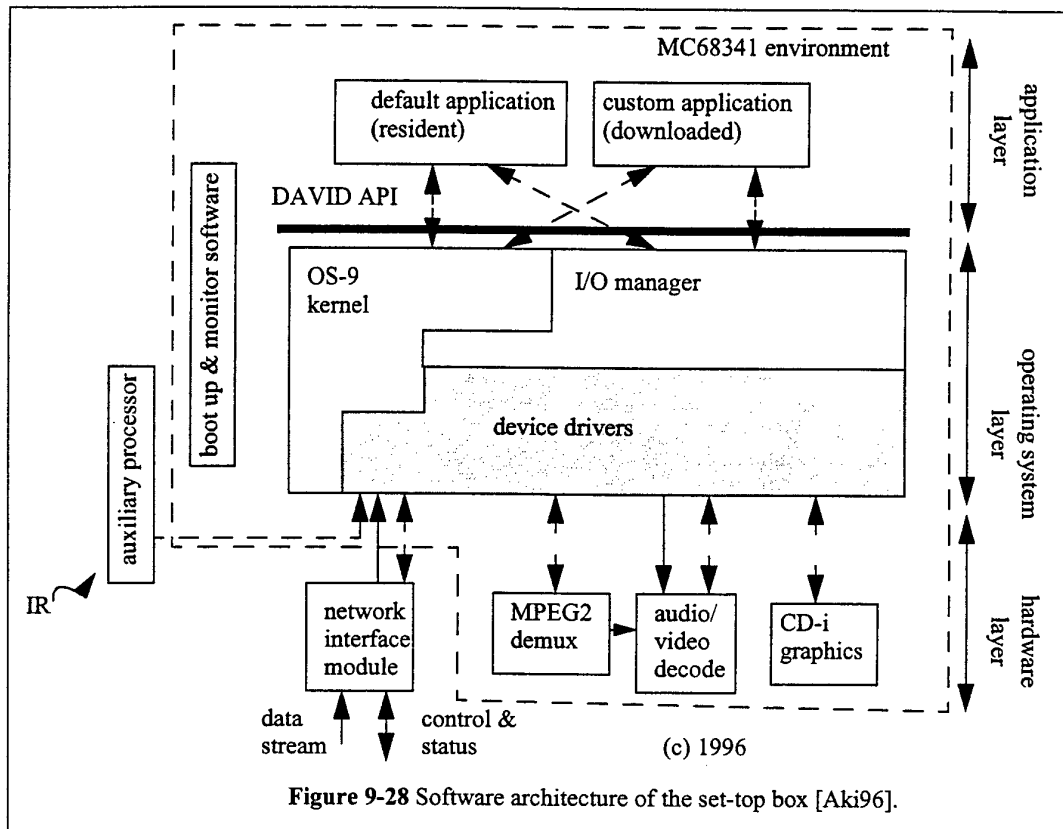 MC68341 environment
default application
(resident)
custom application
(downloaded)
application
layer
DAVID API
boot up & monitor software
OS-9
kernel
I/O manager
device drivers
operating system
layer
auxiliary processor
IR
network
interface
module
MPEG2
demux
audio/
video
decode
CD-i
graphics
hardware
layer
data
stream
control &
status
(c) 1996
Figure 9-28 Software architecture of the set-top box [Aki96].